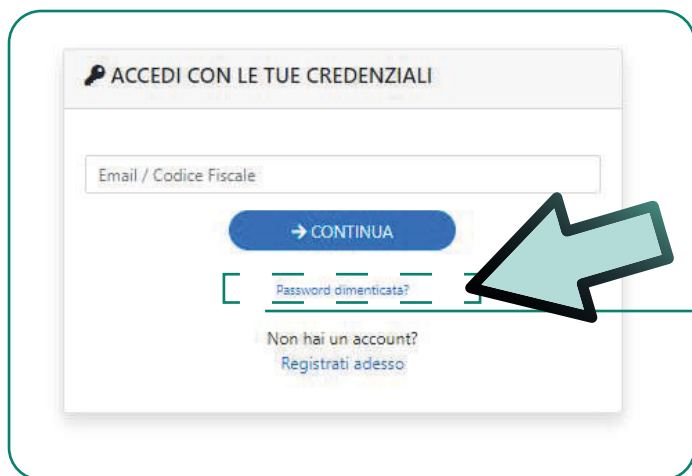 ACCEDI CON LE TUE CREDENZIALI
Email / Codice Fiscale
→ CONTINUA
Password dimenticata?
Non hai un account?
Registrati adesso